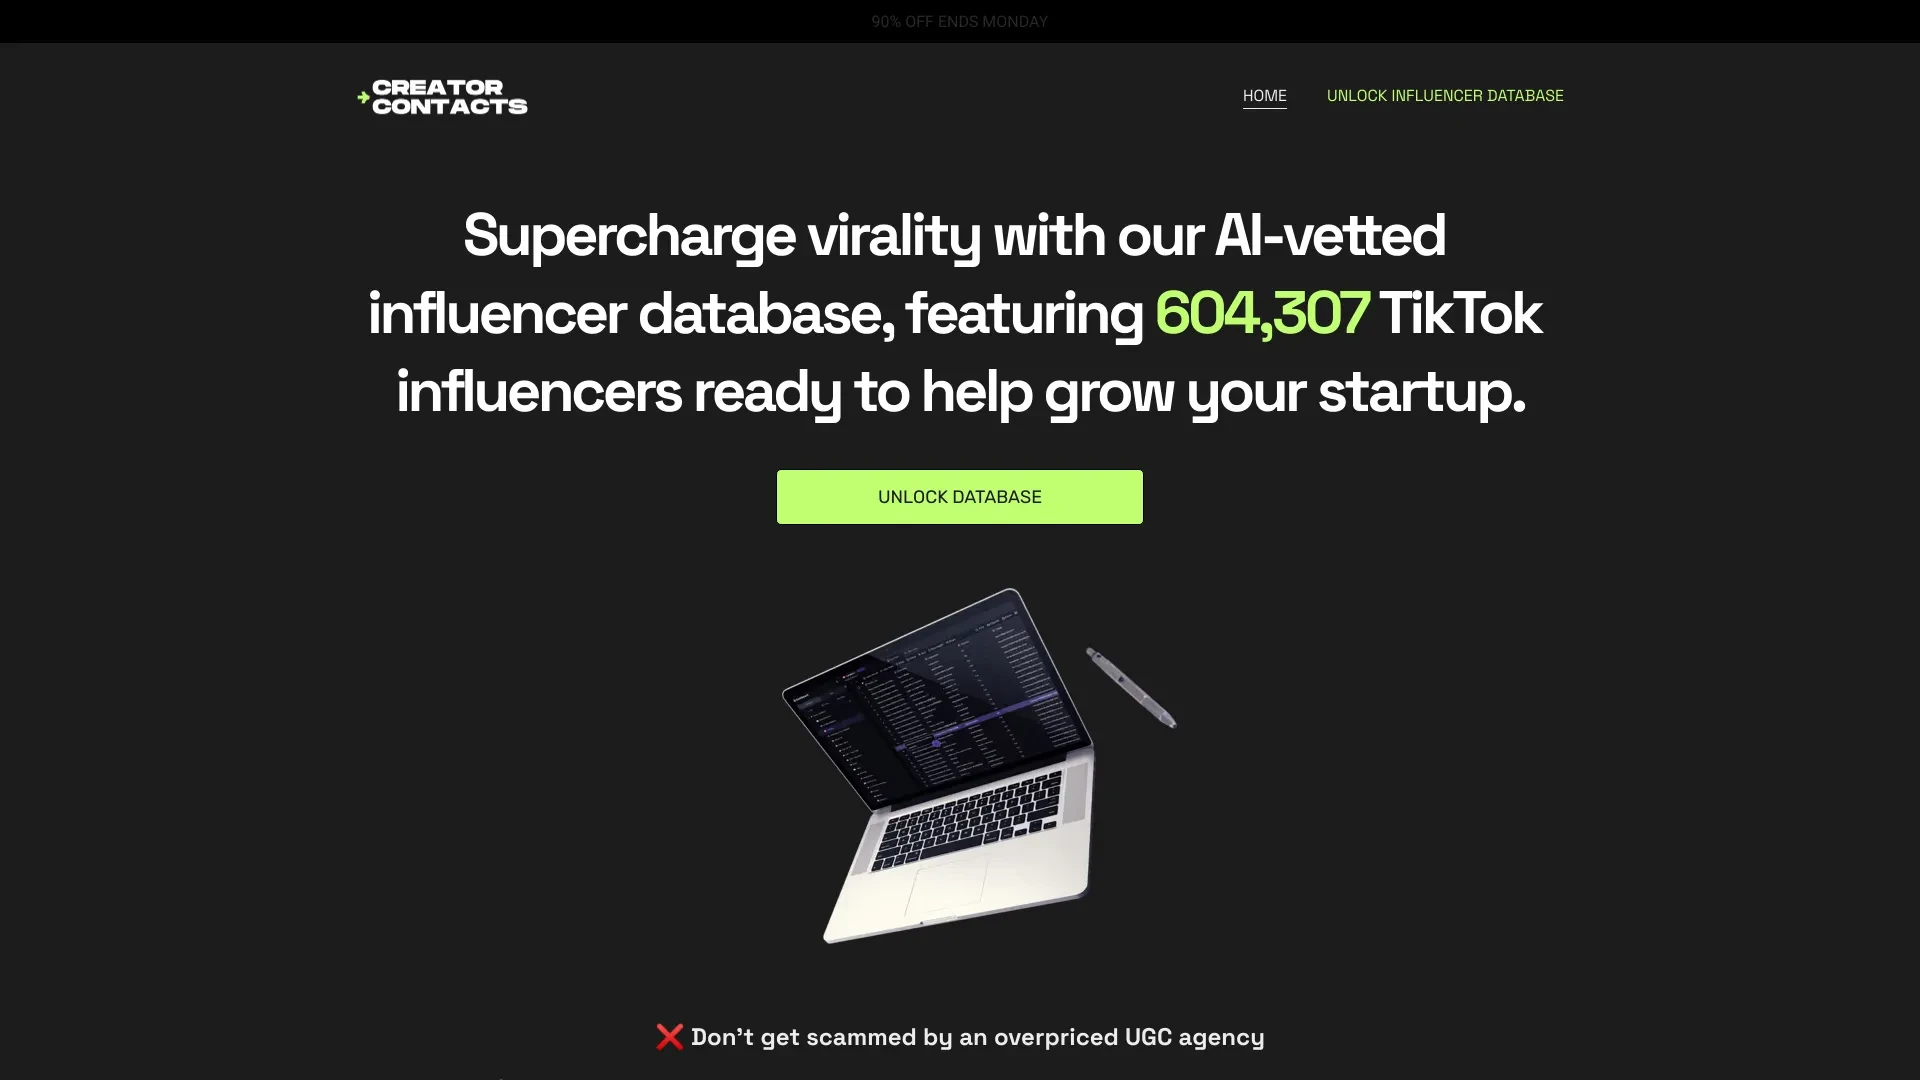 90% OFF ENDS MONDAY
CREATOR
CONTACTS
HOME
UNLOCK INFLUENCER DATABASE
Supercharge virality with our AI-vetted
influencer database, featuring 604,307 TikTok
influencers ready to help grow your startup.
UNLOCK DATABASE
❌ Don't get scammed by an overpriced UGC agency